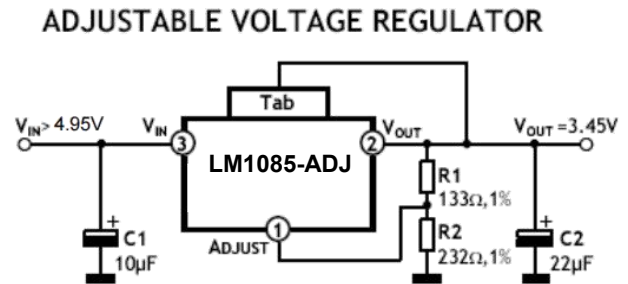 ADJUSTABLE VOLTAGE REGULATOR
Tab
VIN> 4.95V
VIN
3
LM1085-ADJ
2
VOUT
VOUT =3.45V
R1
133Ω,1%
1
ADJUST
R2
232Ω,1%
+
C1
10µF
+
C2
22µF